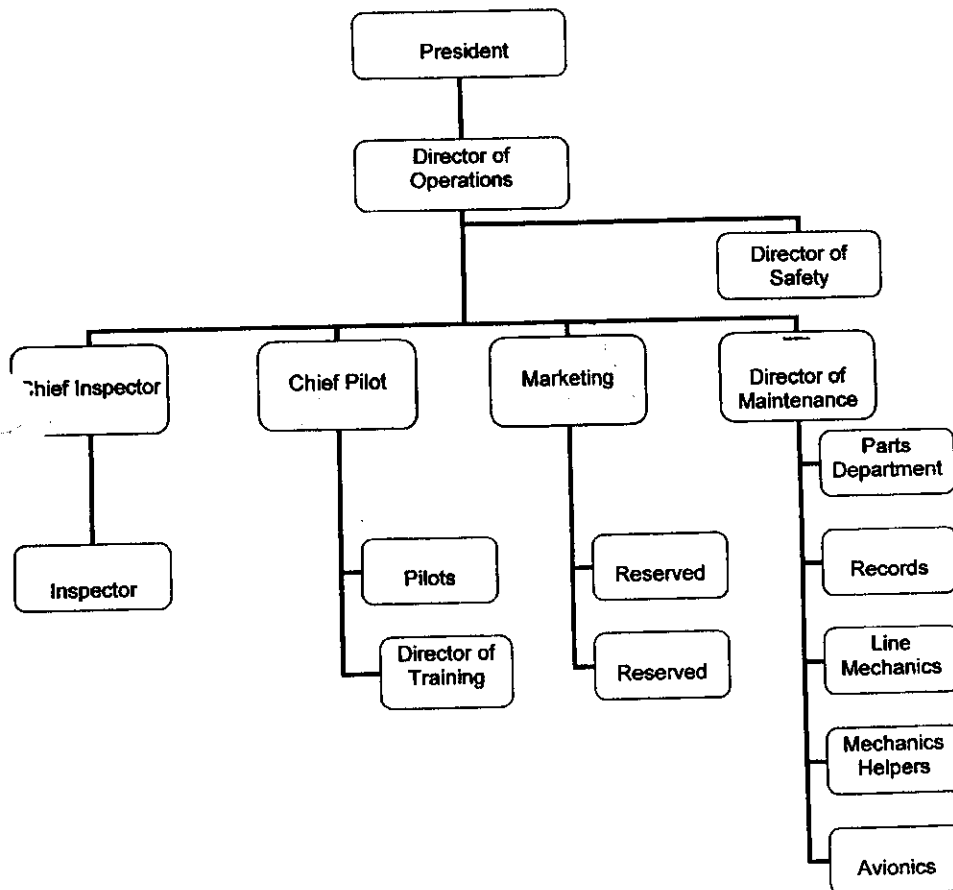 President
Director of
Operations
Director of
Safety
Chief Inspector
Chief Pilot
Marketing
Director of
Maintenance
Parts
Department
Inspector
Pilots
Reserved
Records
Director of
Training
Reserved
Line
Mechanics
Mechanics
Helpers
Avionics